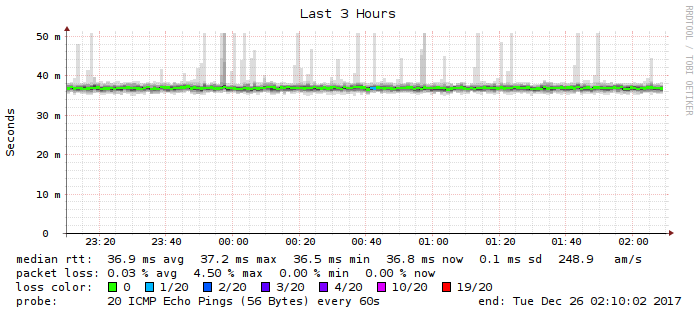 Last 3 Hours
RRDTOOL / TOBI OETIKER
Seconds
50 m
40 m
30 m
20 m
10 m
0
23:20 23:40 00:00 00:20 00:40 01:00 01:20 01:40 02:00
median rtt: 36.9 ms avg 37.2 ms max 36.5 ms min 36.8 ms now 0.1 ms sd 248.9 am/s
packet loss: 0.03 % avg 4.50 % max 0.00 % min 0.00 % now
loss color: 0 1/20 2/20 3/20 4/20 10/20 19/20
probe: 20 ICMP Echo Pings (56 Bytes) every 60s end: Tue Dec 26 02:10:02 2017